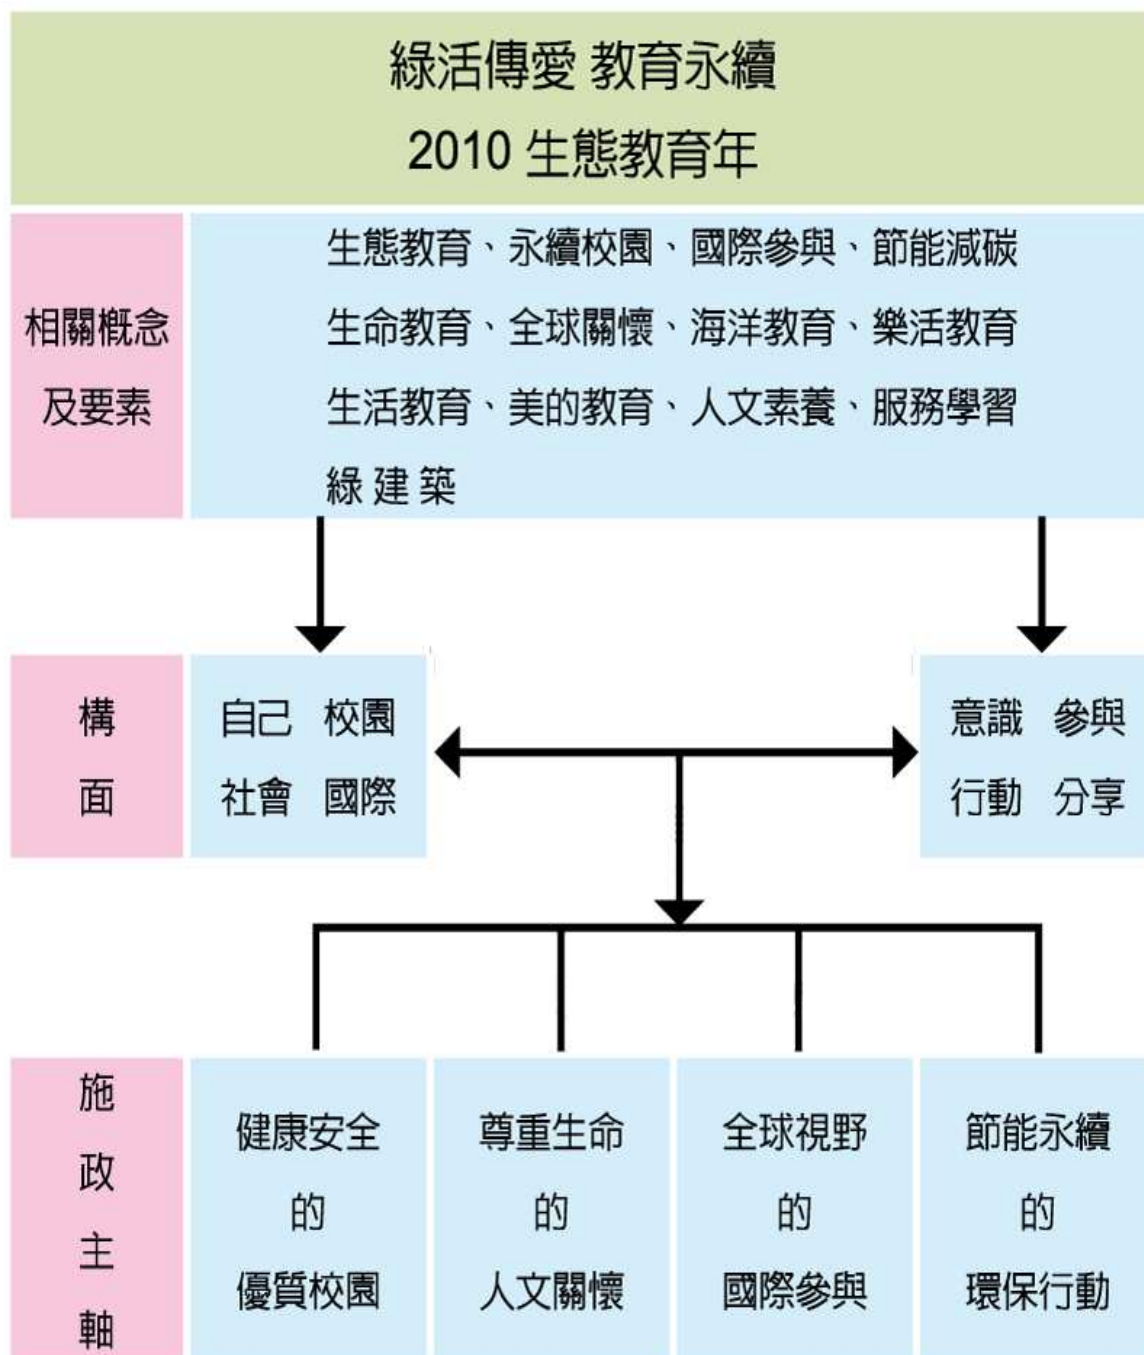 綠活傳愛 教育永續
2010 生態教育年
相關概念
及要素
生態教育、永續校園、國際參與、節能減碳
生命教育、全球關懷、海洋教育、樂活教育
生活教育、美的教育、人文素養、服務學習
綠建築
構
面
自己 校園
社會 國際
意識 參與
行動 分享
施
政
主
軸
健康安全
的
優質校園
尊重生命
的
人文關懷
全球視野
的
國際參與
節能永續
的
環保行動